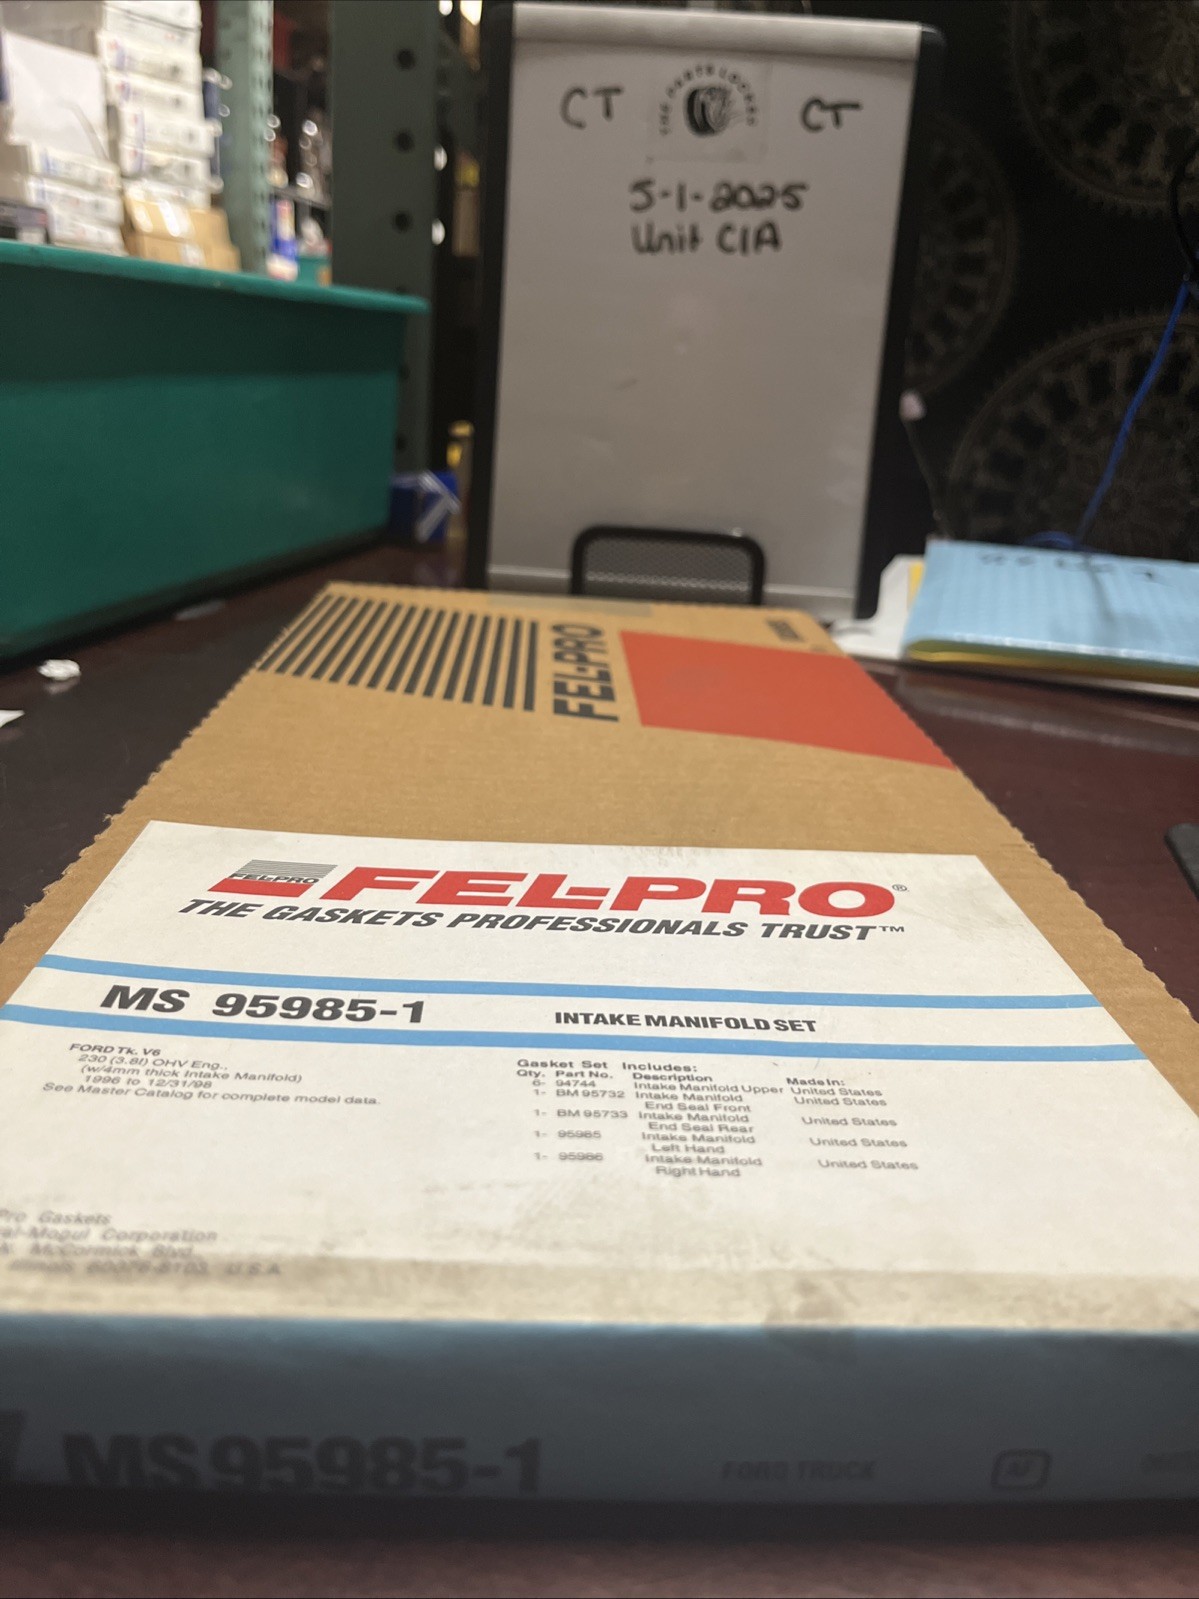 CT THE PARTS LOCKER CT
5-1-2025
Unit C1A
FEL-PRO
FEL-PRO FEL-PRO®
THE GASKETS PROFESSIONALS TRUST™
MS 95985-1 INTAKE MANIFOLD SET
FORD Tk. V6
230 (3.8l) OHV Eng.,
(w/4mm thick Intake Manifold)
1996 to 12/31/98
See Master Catalog for complete model data.
Gasket Set Includes:
Qty. Part No. Description Made in:
6- 94744 Intake Manifold Upper United States
1- BM 95732 Intake Manifold United States
End Seal Front
1- BM 95733 Intake Manifold United States
End Seal Rear
1- 95985 Intake Manifold United States
Left Hand
1- 95986 Intake Manifold United States
Right Hand
Gaskets
Corporation
McCormick Blvd.
U.S.A
MS 95985-1 FORD TRUCK